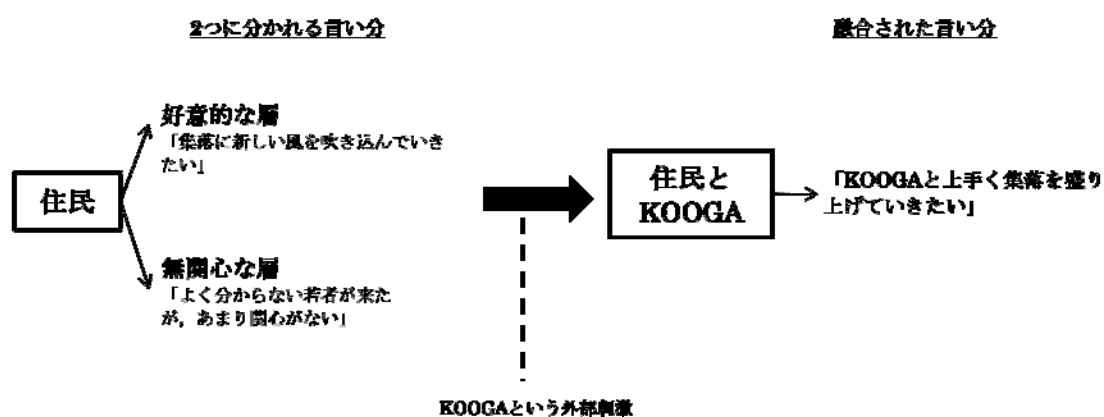 2つに分かれる言い分
融合された言い分
好意的な層
「集落に新しい風を吹き込んでいき
たい」
住民
無関心な層
「よく分からない若者が来た
が，あまり関心がない」
住民と
KOOGA
「KOOGAと上手く集落を盛り
上げていきたい」
KOOGAという外部刺激